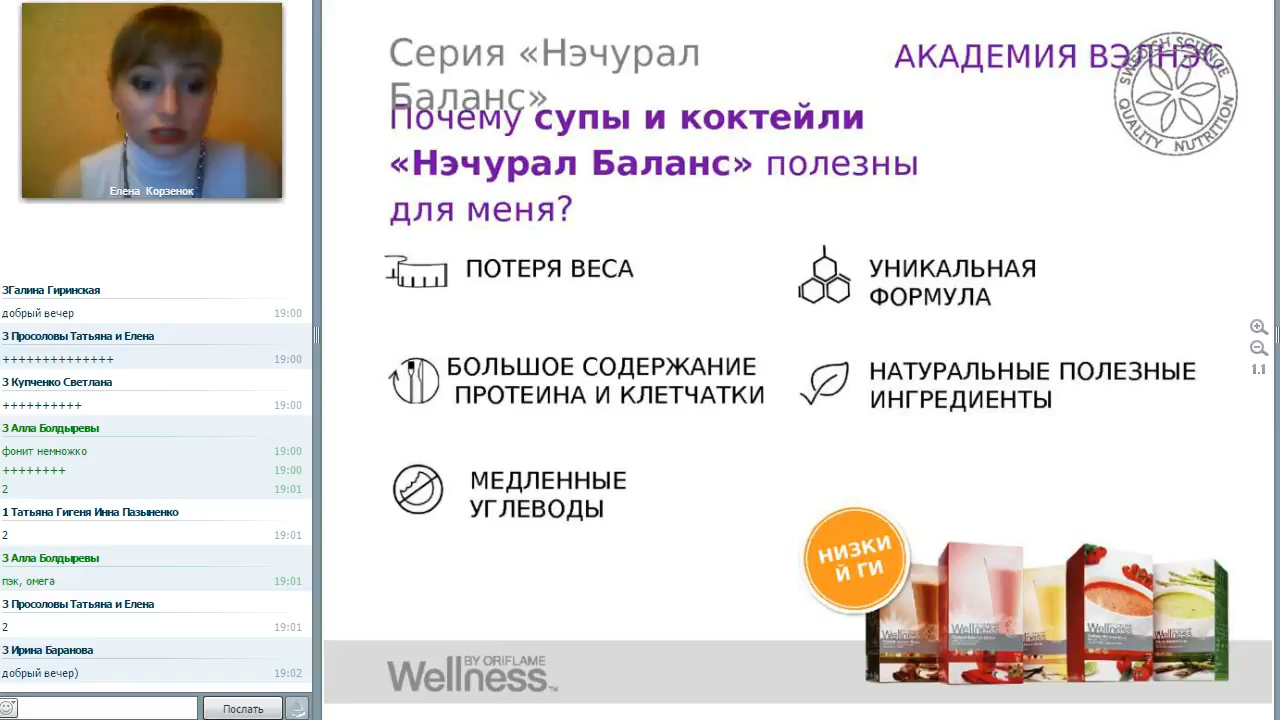 Елена Корзенок
3Галина Гиринская
добрый вечер 19:00
3 Просоловы Татьяна и Елена
++++++++++++++ 19:00
3 Купченко Светлана
++++++++++ 19:00
3 Алла Болдыревы
фонит немножко 19:00
++++++++ 19:00
2 19:01
1 Татьяна Гигеня Инна Пазыненко
2 19:01
3 Алла Болдыревы
пэк, омега 19:01
3 Просоловы Татьяна и Елена
2 19:01
3 Ирина Баранова
добрый вечер) 19:02
Послать
Серия «Нэчурал
Баланс»
АКАДЕМИЯ ВЭЛНЭС
SWEDISH SCIENCE
QUALITY NUTRITION
Почему супы и коктейли
«Нэчурал Баланс» полезны
для меня?
ПОТЕРЯ ВЕСА
УНИКАЛЬНАЯ
ФОРМУЛА
БОЛЬШОЕ СОДЕРЖАНИЕ
ПРОТЕИНА И КЛЕТЧАТКИ
НАТУРАЛЬНЫЕ ПОЛЕЗНЫЕ
ИНГРЕДИЕНТЫ
МЕДЛЕННЫЕ
УГЛЕВОДЫ
НИЗКИ
Й ГИ
Wellness
Wellness
Wellness
Wellness
BY ORIFLAME
Wellness™
1.1